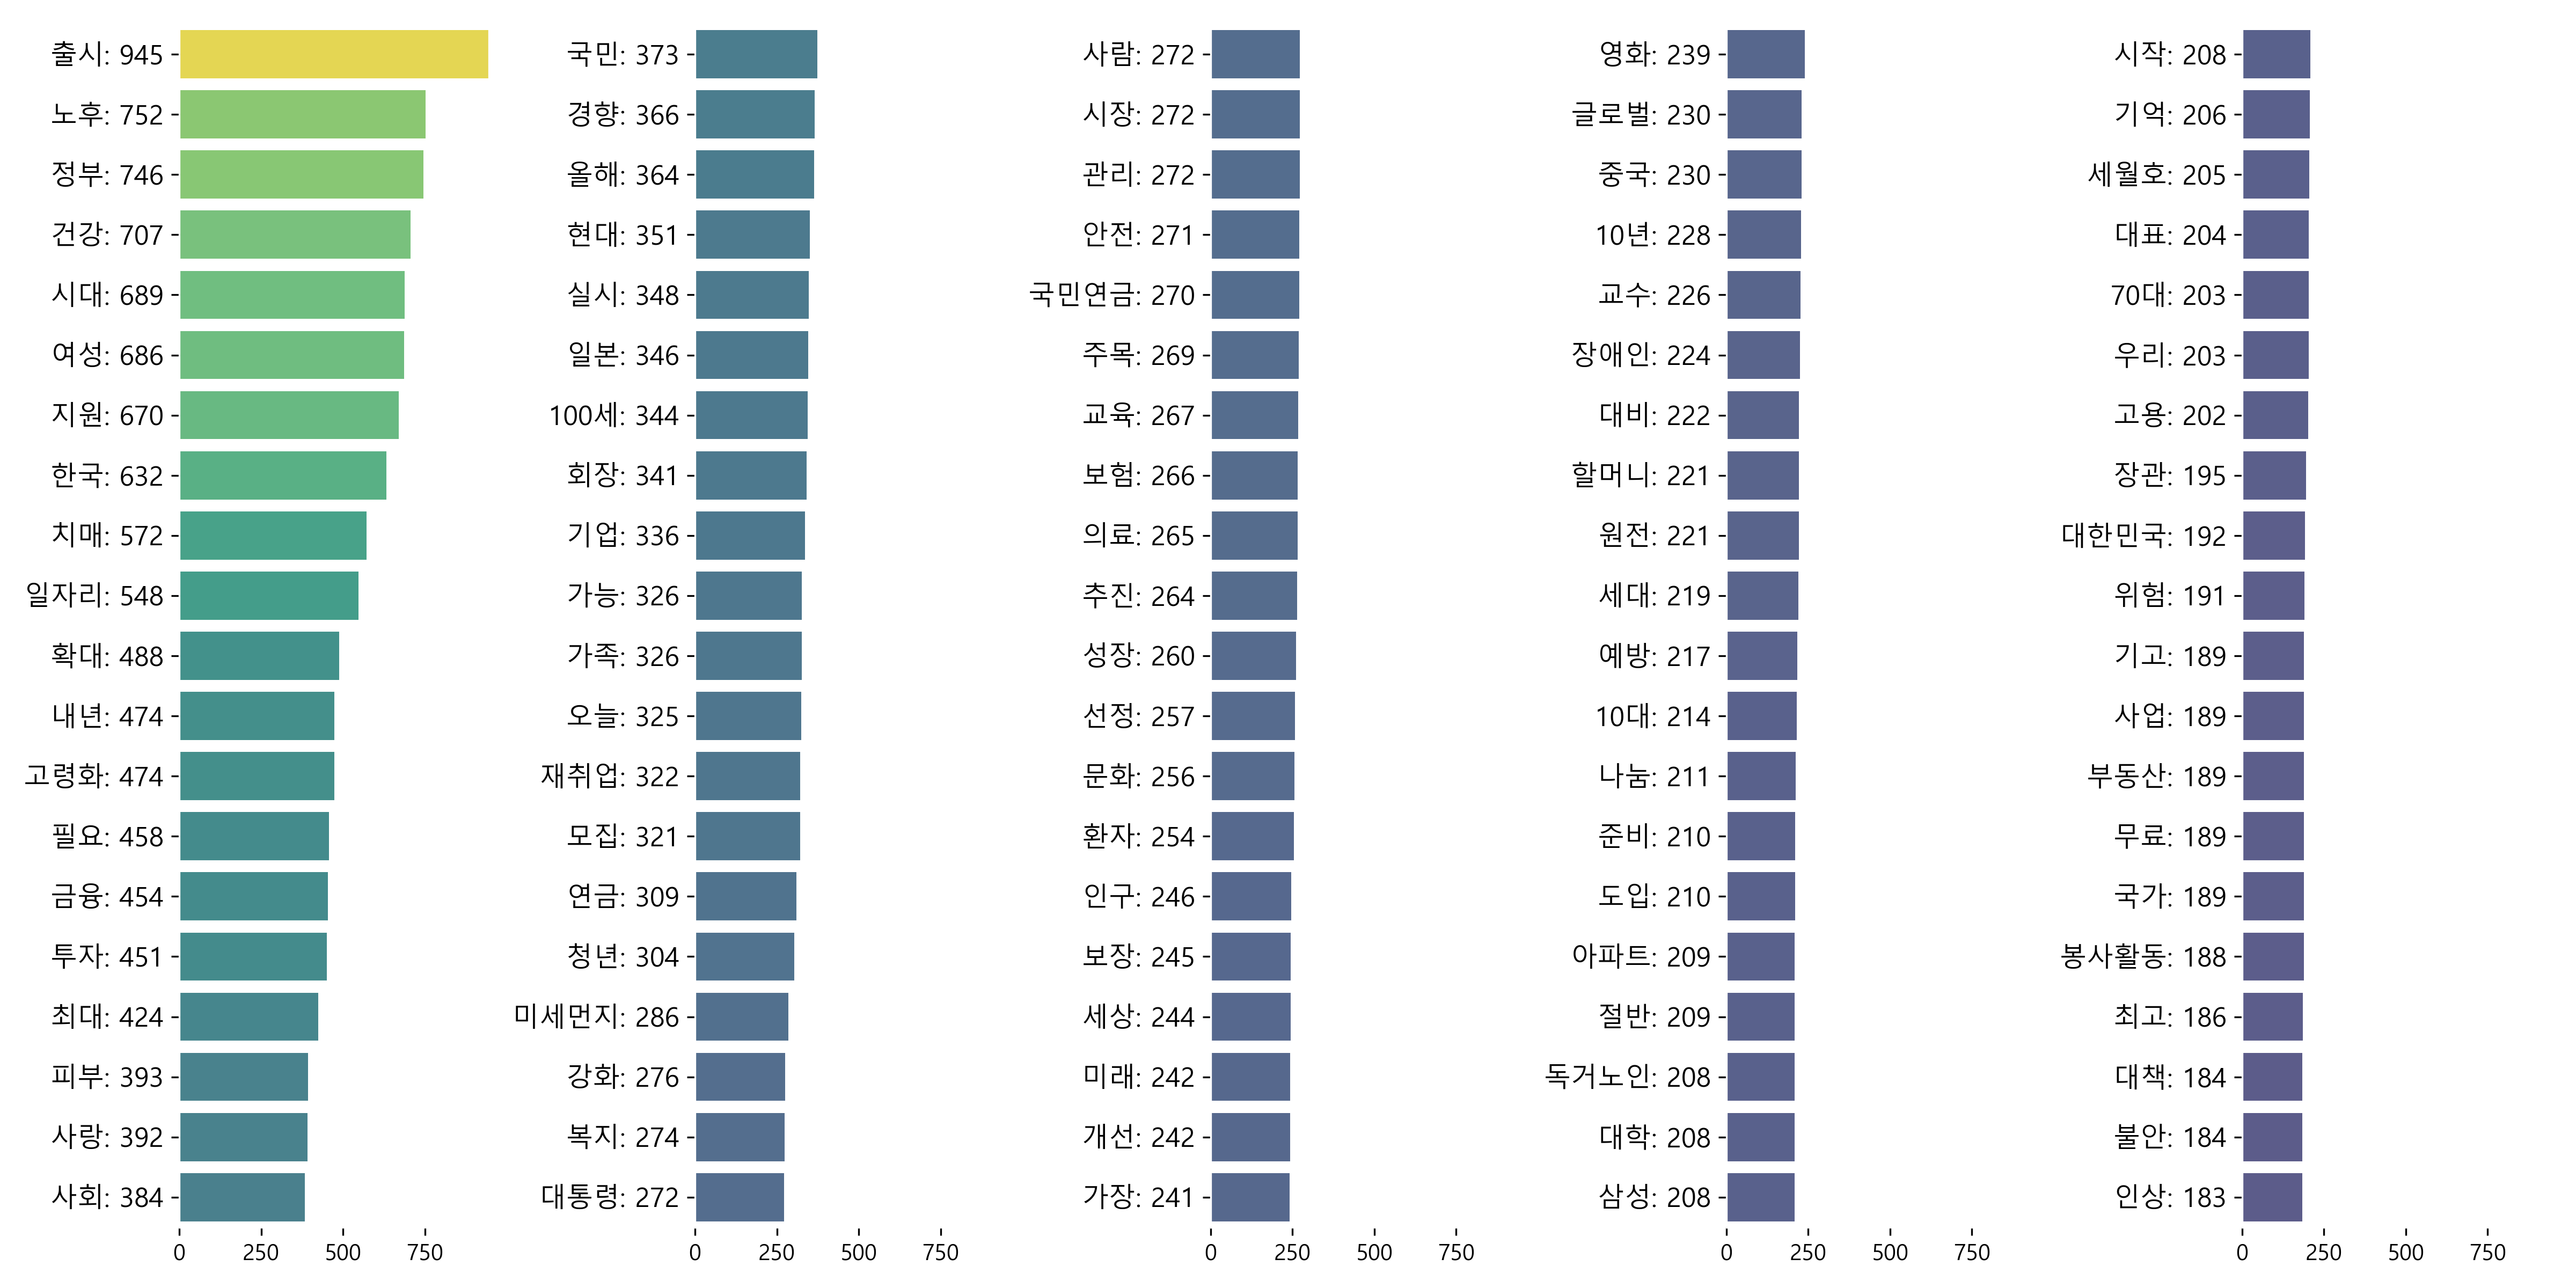 출시: 945
노후: 752
정부: 746
건강: 707
시대: 689
여성: 686
지원: 670
한국: 632
치매: 572
일자리: 548
확대: 488
내년: 474
고령화: 474
필요: 458
금융: 454
투자: 451
최대: 424
피부: 393
사랑: 392
사회: 384
0 250 500 750
국민: 373
경향: 366
올해: 364
현대: 351
실시: 348
일본: 346
100세: 344
회장: 341
기업: 336
가능: 326
가족: 326
오늘: 325
재취업: 322
모집: 321
연금: 309
청년: 304
미세먼지: 286
강화: 276
복지: 274
대통령: 272
0 250 500 750
사람: 272
시장: 272
관리: 272
안전: 271
국민연금: 270
주목: 269
교육: 267
보험: 266
의료: 265
추진: 264
성장: 260
선정: 257
문화: 256
환자: 254
인구: 246
보장: 245
세상: 244
미래: 242
개선: 242
가장: 241
0 250 500 750
영화: 239
글로벌: 230
중국: 230
10년: 228
교수: 226
장애인: 224
대비: 222
할머니: 221
원전: 221
세대: 219
예방: 217
10대: 214
나눔: 211
준비: 210
도입: 210
아파트: 209
절반: 209
독거노인: 208
대학: 208
삼성: 208
0 250 500 750
시작: 208
기억: 206
세월호: 205
대표: 204
70대: 203
우리: 203
고용: 202
장관: 195
대한민국: 192
위험: 191
기고: 189
사업: 189
부동산: 189
무료: 189
국가: 189
봉사활동: 188
최고: 186
대책: 184
불안: 184
인상: 183
0 250 500 750